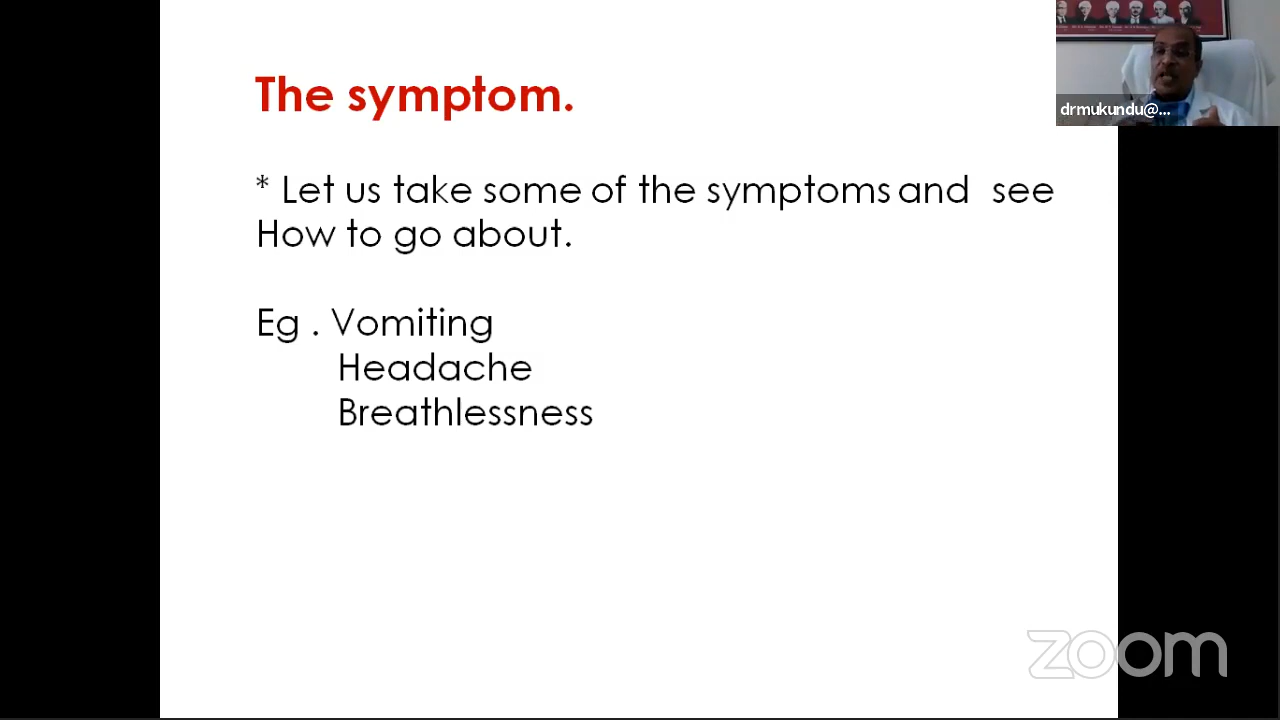 The symptom.
* Let us take some of the symptoms and see
How to go about.
Eg . Vomiting
Headache
Breathlessness
drmukundu@...
zoom